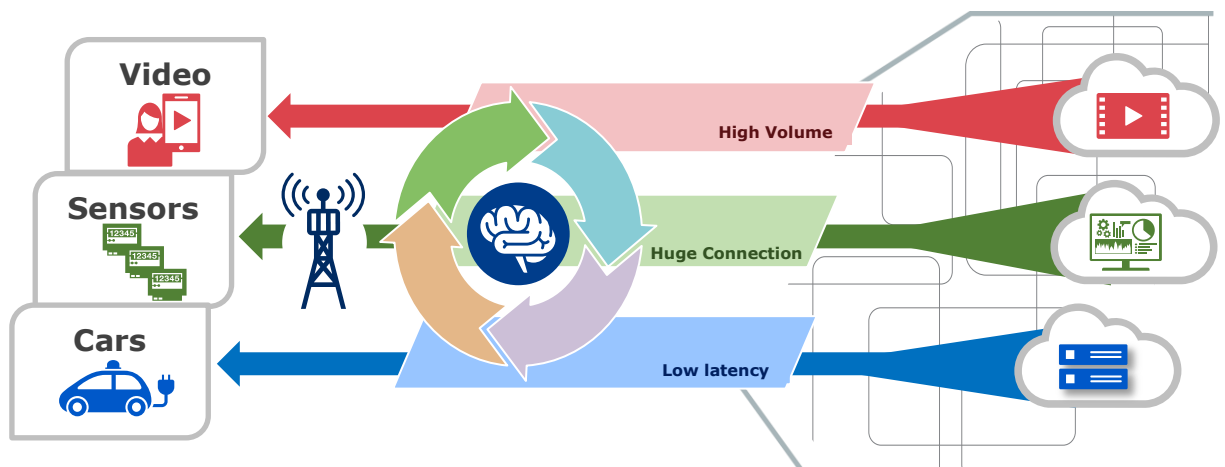 Video
High Volume
Sensors
12345
12345
12345
Huge Connection
Cars
Low latency